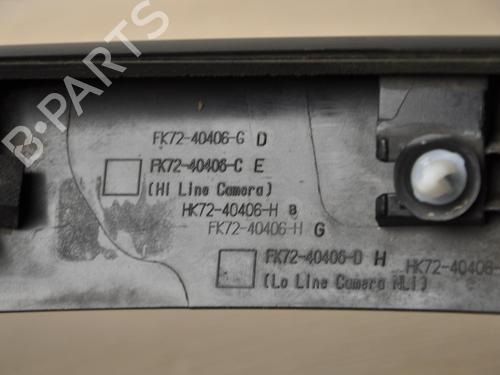 B-PARTS
FK72-40406-G D
FK72-40406-C E
(Hi Line Camera)
HK72-40406-H B
FK72-40406-H G
FK72-40406-D H
HK72-40406-
(Lo Line Camera NLi)